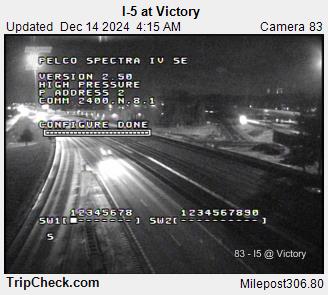 I-5 at Victory
Updated Dec 14 2024 4:15 AM Camera 83
PELCO SPECTRA IV SE
VERSION 2.50
HIGH PRESSURE
P ADDRESS 2
COMM 2400.N.8.1
CONFIGURE DONE
12345678 1234567890
SW1[■-------] SW2[----------]
S
83 - I5 @ Victory
TripCheck.com Milepost306.80